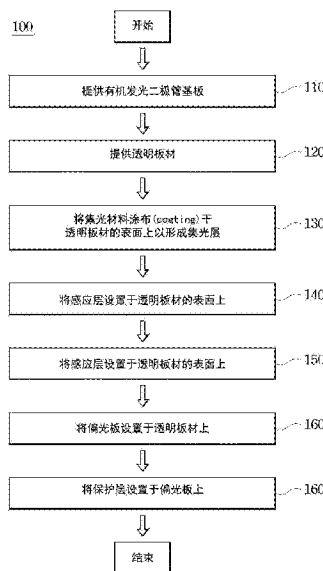 100
开始
提供有机发光二极管基板
110
提供透明板材
120
将集光材料涂布(coating)于
透明板材的表面上以形成集光层
130
将感应层设置于透明板材的表面上
140
将感应层设置于透明板材的表面上
150
将偏光板设置于透明板材上
160
将保护层设置于偏光板上
160
结束